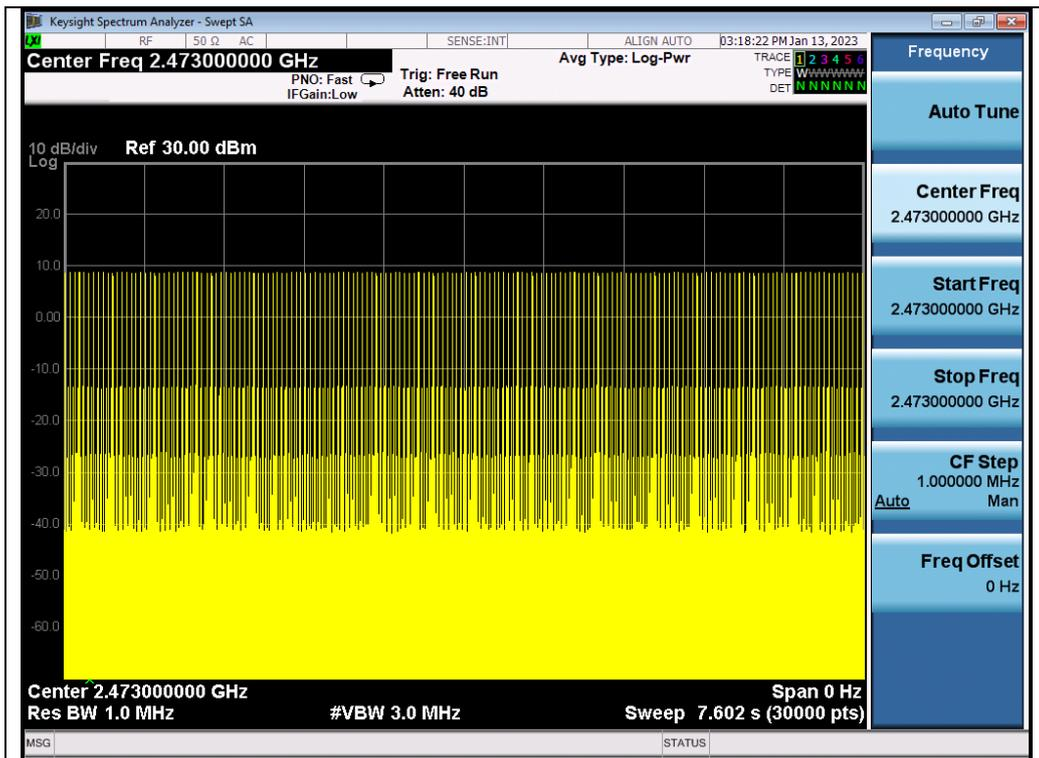 Keysight Spectrum Analyzer - Swept SA
LXI RF 50 Ω AC SENSE:INT ALIGN AUTO 03:18:22 PM Jan 13, 2023
Center Freq 2.473000000 GHz
PNO: Fast
IFGain:Low
Trig: Free Run
Atten: 40 dB
Avg Type: Log-Pwr
TRACE 1 2 3 4 5 6
TYPE WWWWWW
DET N N N N N N
10 dB/div Ref 30.00 dBm
Log
20.0
10.0
0.00
-10.0
-20.0
-30.0
-40.0
-50.0
-60.0
Center 2.473000000 GHz Span 0 Hz
Res BW 1.0 MHz #VBW 3.0 MHz Sweep 7.602 s (30000 pts)
MSG STATUS
Frequency
Auto Tune
Center Freq
2.473000000 GHz
Start Freq
2.473000000 GHz
Stop Freq
2.473000000 GHz
CF Step
1.000000 MHz
Auto Man
Freq Offset
0 Hz